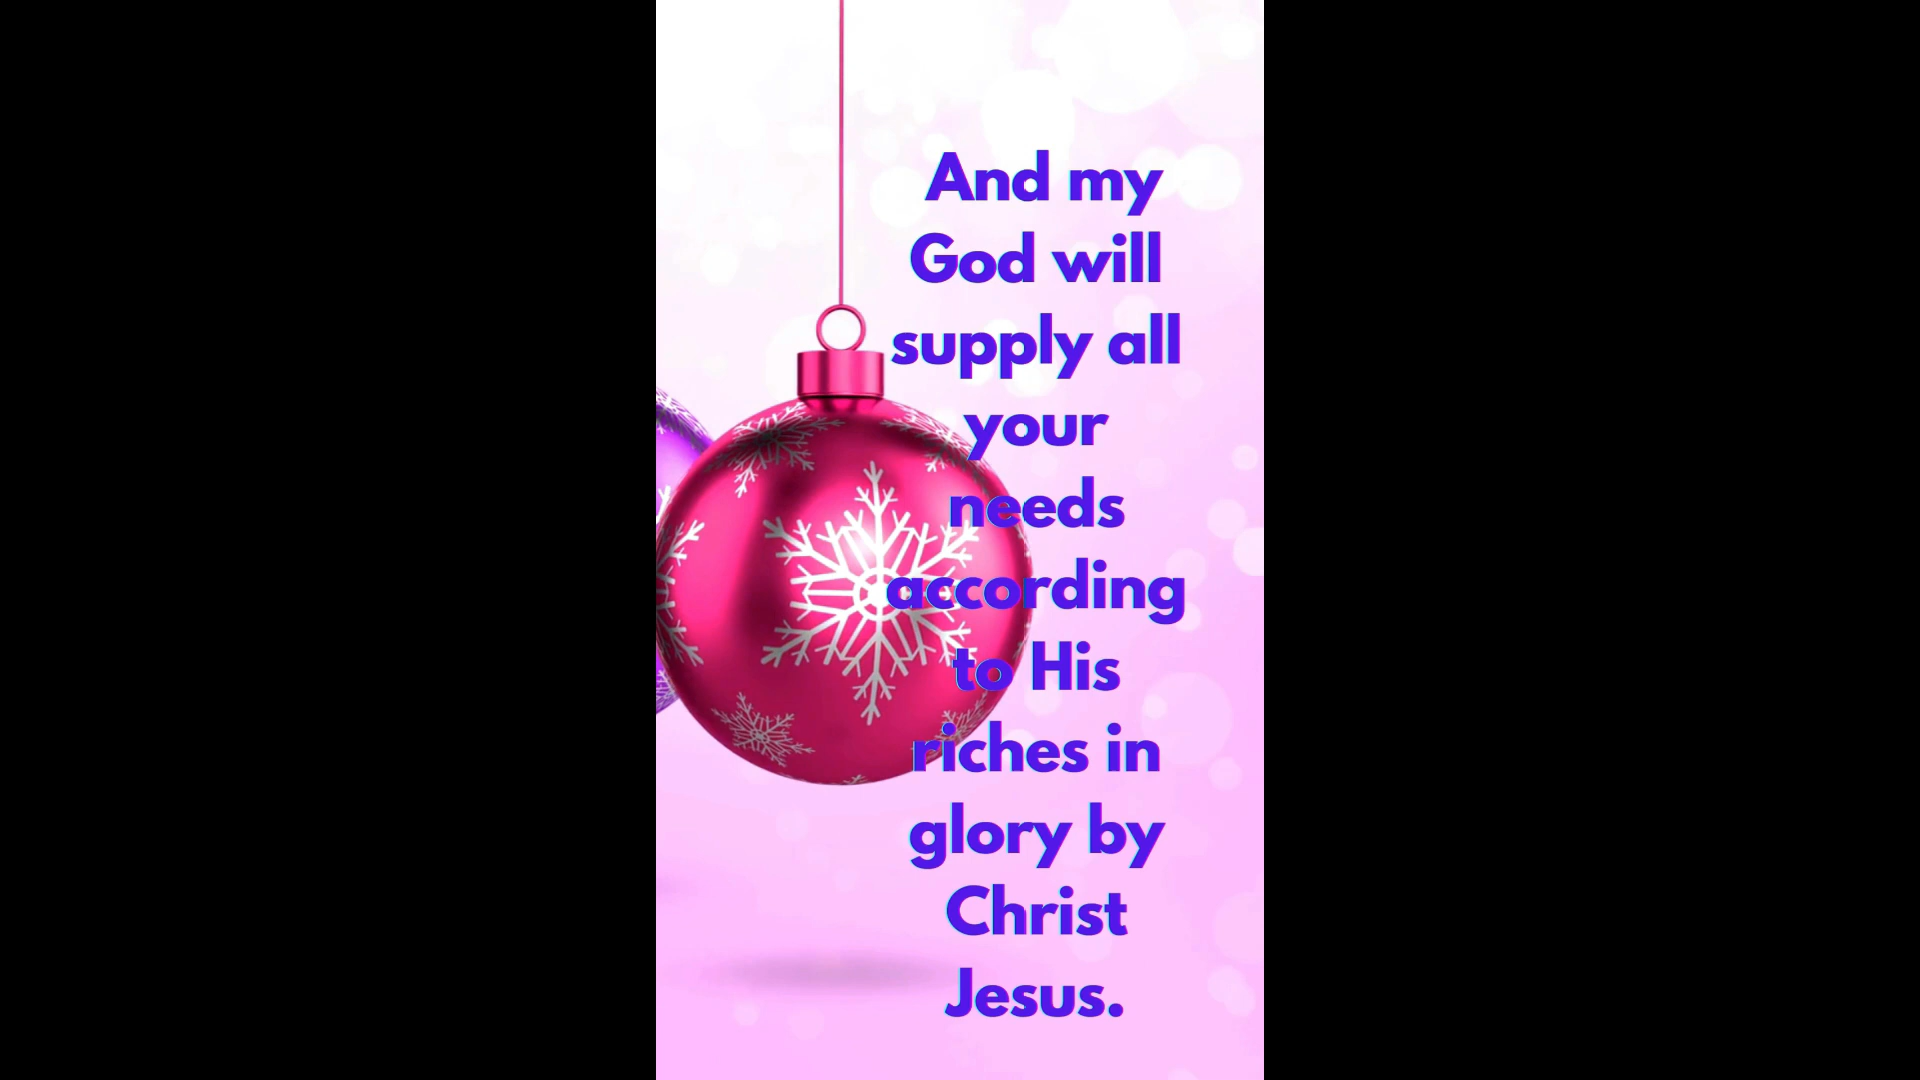 And my
God will
supply all
your
needs
according
to His
riches in
glory by
Christ
Jesus.